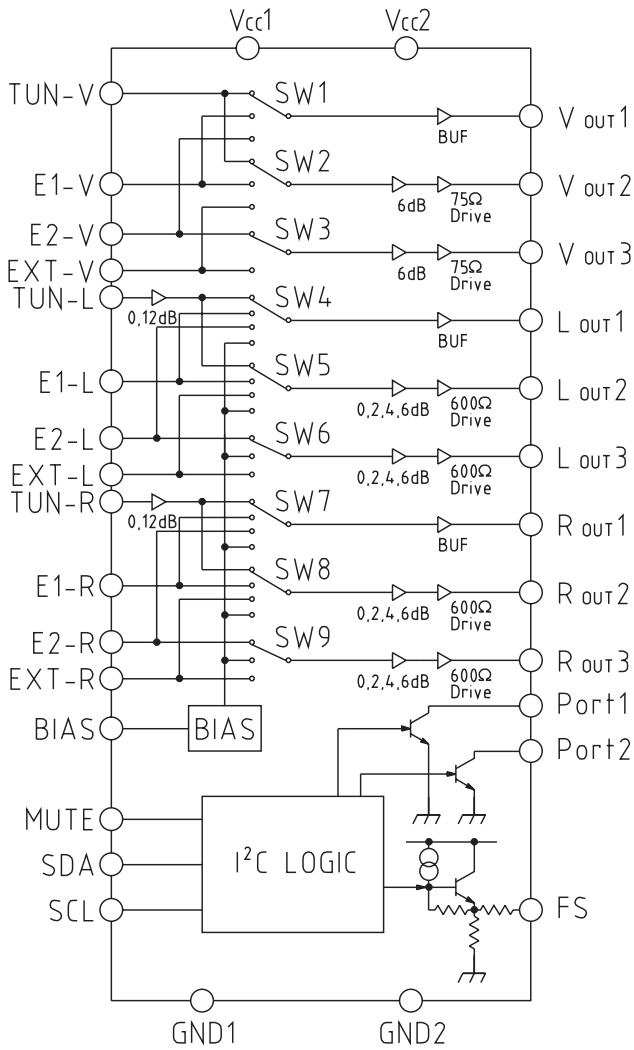 Vcc1
Vcc2
TUN-V
SW1
V OUT1
BUF
SW2
E1-V
6dB
75Ω
Drive
V OUT2
E2-V
SW3
EXT-V
6dB
75Ω
Drive
V OUT3
TUN-L
0,12dB
SW4
BUF
L OUT1
E1-L
SW5
0,2,4,6dB
600Ω
Drive
L OUT2
E2-L
SW6
EXT-L
0,2,4,6dB
600Ω
Drive
L OUT3
TUN-R
0,12dB
SW7
BUF
R OUT1
E1-R
SW8
0,2,4,6dB
600Ω
Drive
R OUT2
E2-R
SW9
EXT-R
0,2,4,6dB
600Ω
Drive
R OUT3
Port1
BIAS
BIAS
Port2
MUTE
SDA
I²C LOGIC
SCL
FS
GND1
GND2